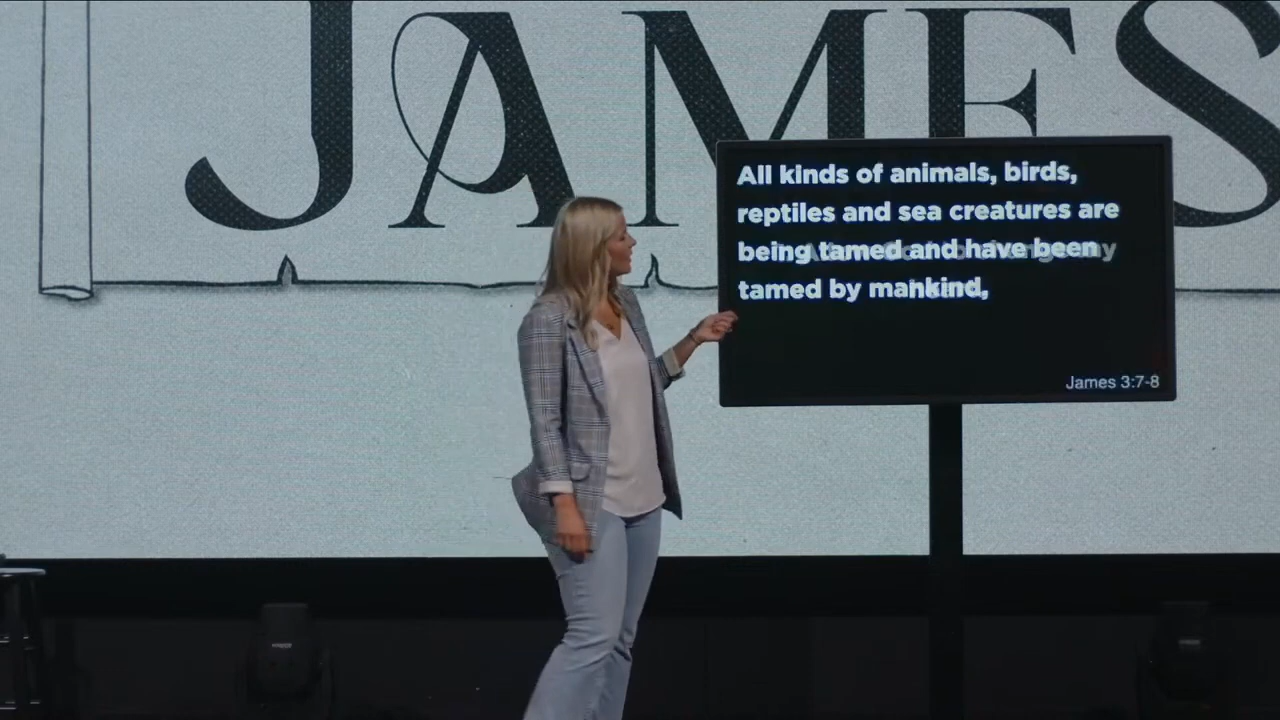 JAMES
All kinds of animals, birds,
reptiles and sea creatures are
being tamed and have been
tamed by mankind,
James 3:7-8